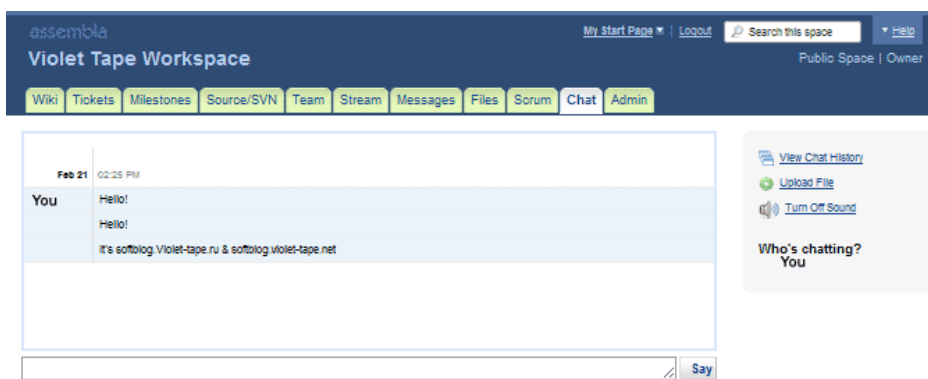 assembla
My Start Page | Logout Search this space Help
Violet Tape Workspace
Public Space | Owner
Wiki Tickets Milestones Source/SVN Team Stream Messages Files Scrum Chat Admin
Feb 21 02:25 PM
You Hello!
Hello!
It's softblog.Violet-tape.ru & softblog.violet-tape.net
Say
View Chat History
Upload File
Turn Off Sound
Who's chatting?
You